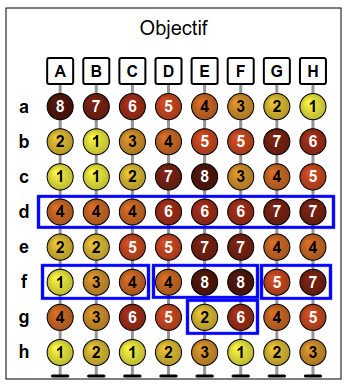 Objectif
A B C D E F G H
a 8 7 6 5 4 3 2 1
b 2 1 3 4 5 5 7 6
c 1 1 2 7 8 3 4 5
d 4 4 4 6 6 6 7 7
e 2 2 5 5 7 7 4 4
f 1 3 4 4 8 8 5 7
g 4 3 6 5 2 6 4 5
h 1 2 1 2 3 1 2 3